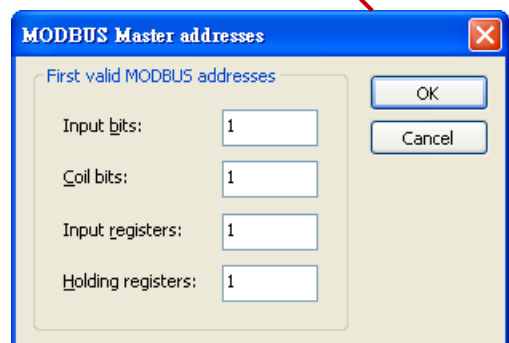 MODBUS Master addresses
First valid MODBUS addresses
OK
Input bits: 1
Cancel
Coil bits: 1
Input registers: 1
Holding registers: 1